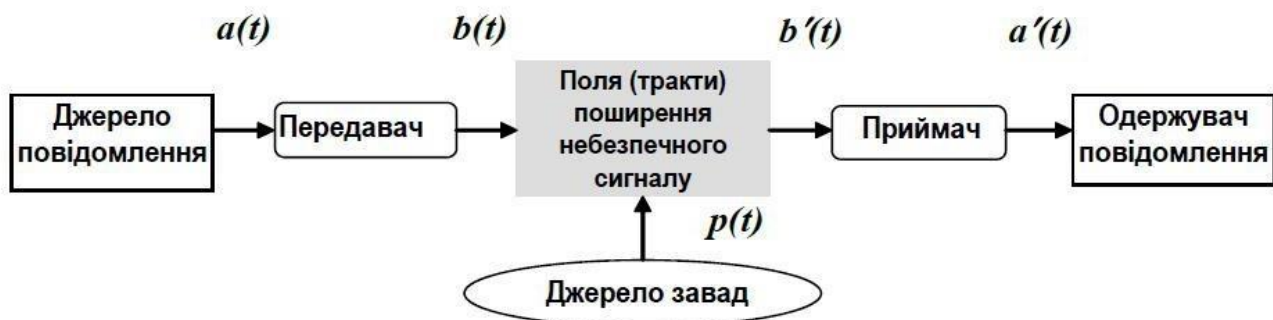 a(t)
b(t)
b′(t)
a′(t)
Джерело
повідомлення
Передавач
Поля (тракти)
поширення
небезпечного
сигналу
Приймач
Одержувач
повідомлення
p(t)
Джерело завад